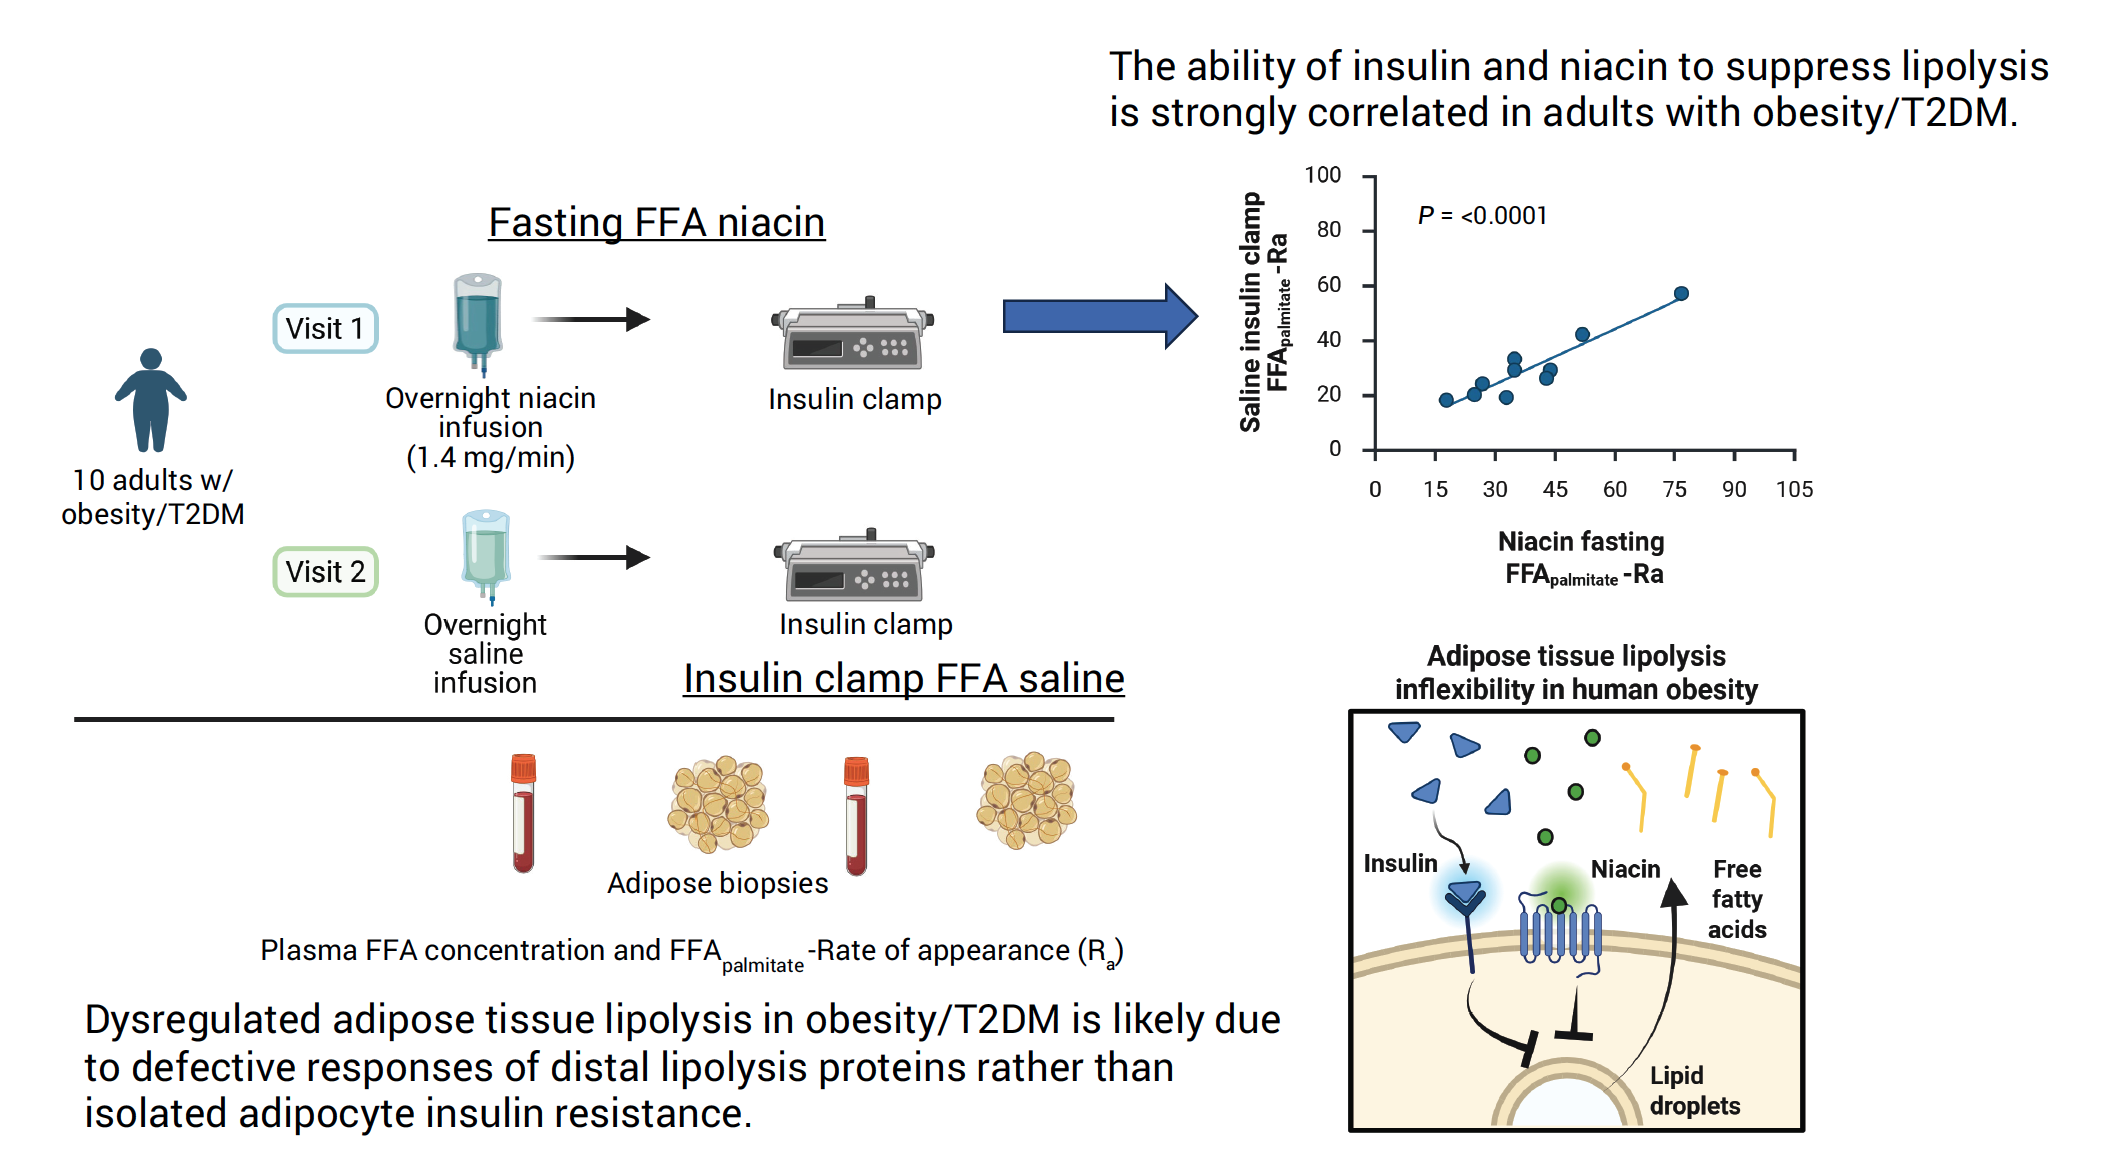 The ability of insulin and niacin to suppress lipolysis
is strongly correlated in adults with obesity/T2DM.
Fasting FFA niacin
Visit 1
Overnight niacin
infusion
(1.4 mg/min)
Insulin clamp
10 adults w/
obesity/T2DM
Visit 2
Overnight
saline
infusion
Insulin clamp
Insulin clamp FFA saline
Saline insulin clamp
FFApalmitate -Ra
100
80
60
40
20
0
P = <0.0001
0 15 30 45 60 75 90 105
Niacin fasting
FFApalmitate -Ra
Adipose biopsies
Plasma FFA concentration and FFApalmitate -Rate of appearance (Ra)
Dysregulated adipose tissue lipolysis in obesity/T2DM is likely due
to defective responses of distal lipolysis proteins rather than
isolated adipocyte insulin resistance.
Adipose tissue lipolysis
inflexibility in human obesity
Insulin
Niacin
Free
fatty
acids
Lipid
droplets